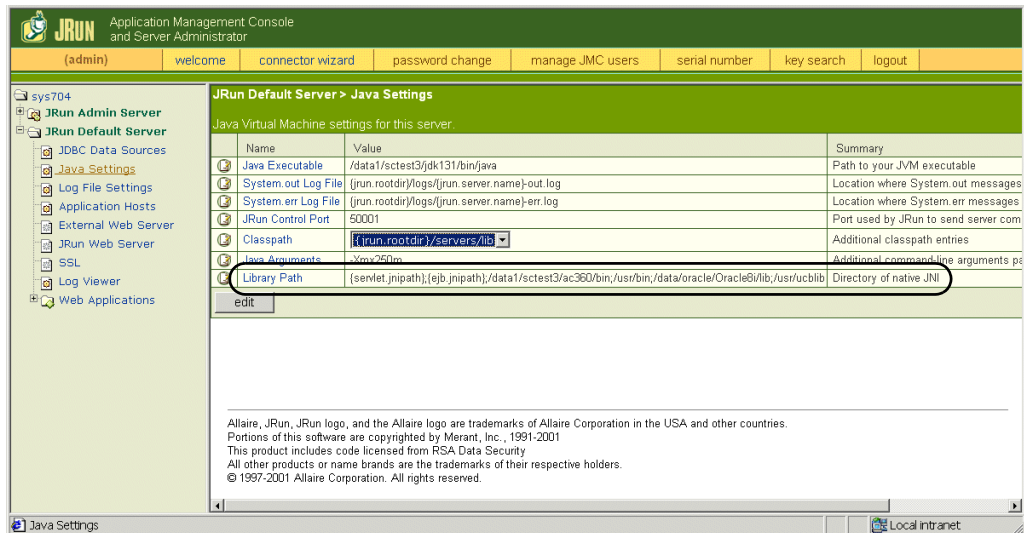 JRUN
Application Management Console
and Server Administrator
(admin) welcome connector wizard password change manage JMC users serial number key search logout
sys704
JRun Admin Server
JRun Default Server
JDBC Data Sources
Java Settings
Log File Settings
Application Hosts
External Web Server
JRun Web Server
SSL
Log Viewer
Web Applications
JRun Default Server > Java Settings
Java Virtual Machine settings for this server.
Name Value Summary
Java Executable /data1/sctest3/jdk131/bin/java Path to your JVM executable
System.out Log File {jrun.rootdir}/logs/{jrun.server.name}-out.log Location where System.out messages
System.err Log File {jrun.rootdir}/logs/{jrun.server.name}-err.log Location where System.err messages
JRun Control Port 50001 Port used by JRun to send server com
Classpath {jrun.rootdir}/servers/lib Additional classpath entries
Java Arguments -Xmx250m Additional command-line arguments pa
Library Path {servlet.jnipath};{ejb.jnipath};/data1/sctest3/ac360/bin;/usr/bin;/data/oracle/Oracle8i/lib;/usr/ucblib Directory of native JNI
edit
Allaire, JRun, JRun logo, and the Allaire logo are trademarks of Allaire Corporation in the USA and other countries.
Portions of this software are copyrighted by Merant, Inc., 1991-2001
This product includes code licensed from RSA Data Security
All other products or name brands are the trademarks of their respective holders.
© 1997-2001 Allaire Corporation. All rights reserved.
Java Settings Local intranet